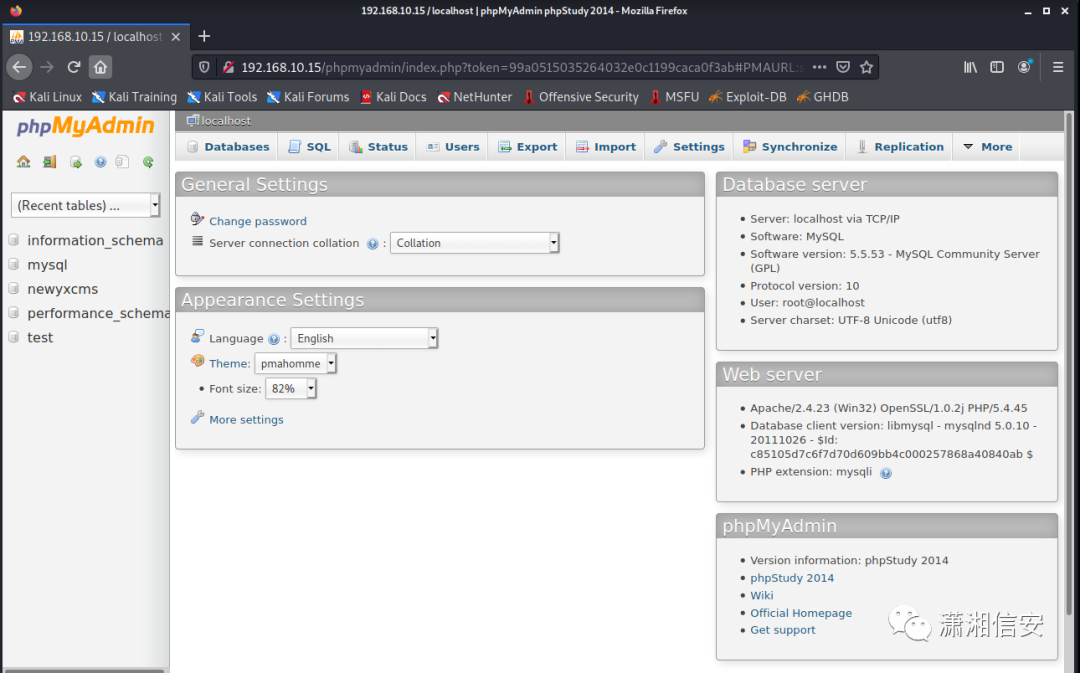 192.168.10.15 / localhost | phpMyAdmin phpStudy 2014 - Mozilla Firefox
192.168.10.15 / localhost
192.168.10.15/phpmyadmin/index.php?token=99a0515035264032e0c1199caca0f3ab#PMAURL:s
Kali Linux Kali Training Kali Tools Kali Forums Kali Docs NetHunter Offensive Security MSFU Exploit-DB GHDB
phpMyAdmin
(Recent tables) ...
information_schema
mysql
newyxcms
performance_schema
test
localhost
Databases SQL Status Users Export Import Settings Synchronize Replication More
General Settings
Change password
Server connection collation : Collation
Appearance Settings
Language : English
Theme: pmahomme
• Font size: 82%
More settings
Database server
• Server: localhost via TCP/IP
• Software: MySQL
• Software version: 5.5.53 - MySQL Community Server
(GPL)
• Protocol version: 10
• User: root@localhost
• Server charset: UTF-8 Unicode (utf8)
Web server
• Apache/2.4.23 (Win32) OpenSSL/1.0.2j PHP/5.4.45
• Database client version: libmysql - mysqlnd 5.0.10 -
20111026 - $Id:
c85105d7c6f7d70d609bb4c000257868a40840ab $
• PHP extension: mysqli
phpMyAdmin
• Version information: phpStudy 2014
• phpStudy 2014
• Wiki
• Official Homepage
• Get support
潇湘信安